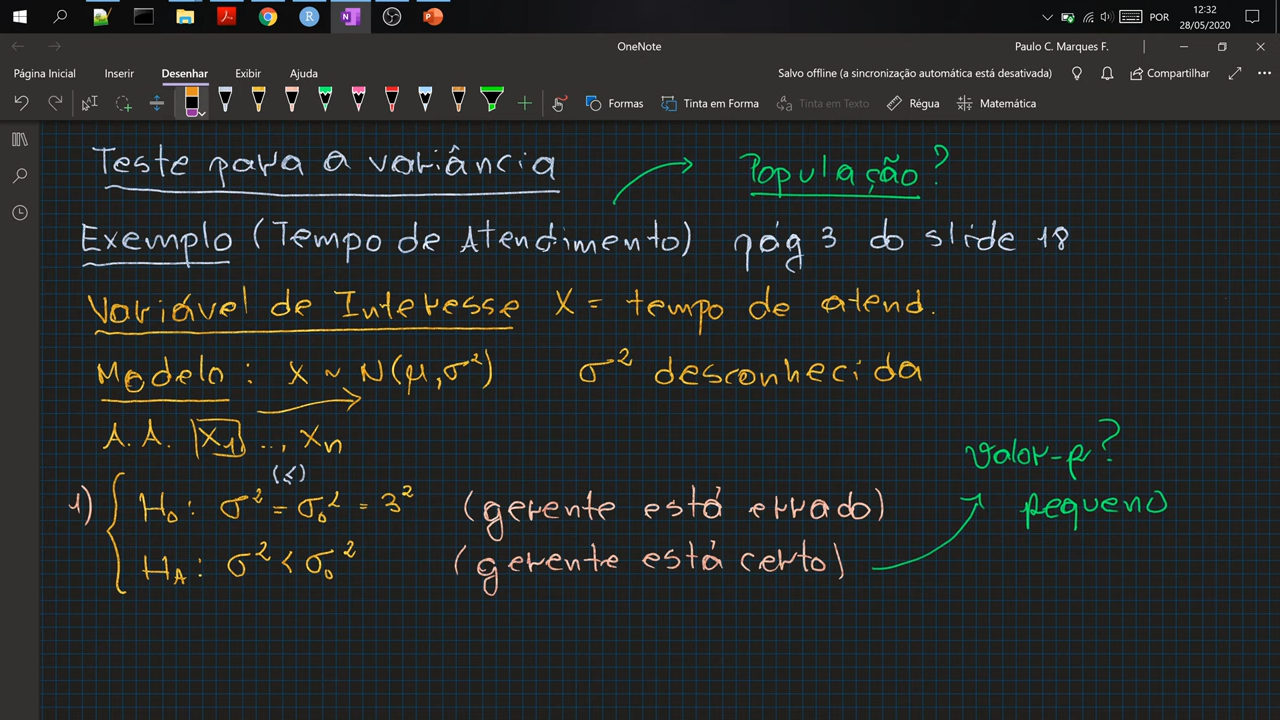 12:32
POR
28/05/2020
OneNote
Paulo C. Marques F.
Página Inicial Inserir Desenhar Exibir Ajuda
Salvo offline (a sincronização automática está desativada)
Compartilhar
Formas Tinta em Forma Tinta em Texto Régua Matemática
Teste para a variância
População?
Exemplo (Tempo de Atendimento) pág 3 do slide 18
Variável de Interesse X = tempo de atend.
Modelo: X ~ N(μ,σ²) σ² desconhecida
A.A. X₁, ..., Xn
valor-p?
pequeno
(≤)
1) H₀: σ² = σ₀² = 3² (gerente está errado)
H_A: σ² < σ₀² (gerente está certo)